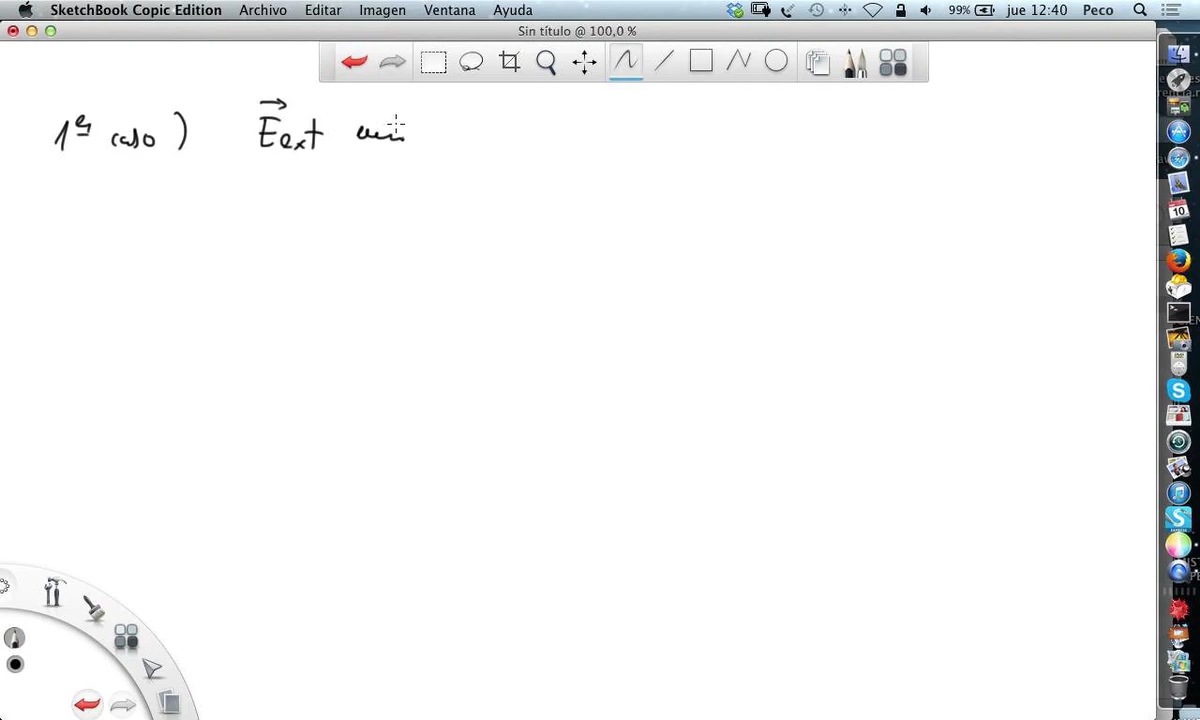 SketchBook Copic Edition Archivo Editar Imagen Ventana Ayuda 99% jue 12:40 Peco
Sin título @ 100,0 %
1er caso) E⃗ext
10